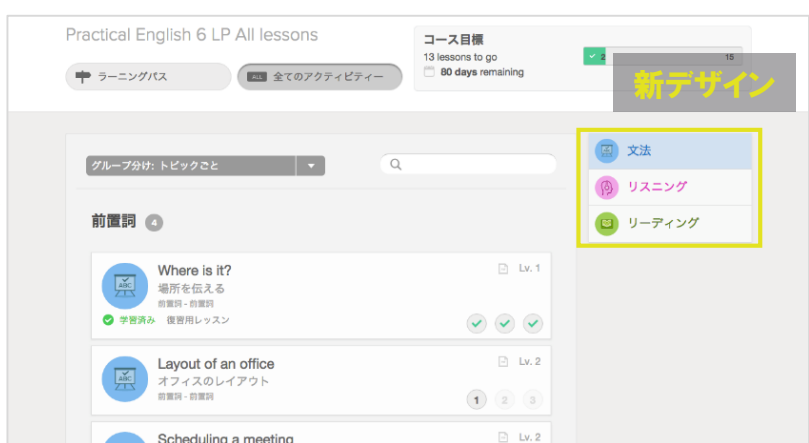 Practical English 6 LP All lessons
ラーニングパス
ALL 全てのアクティビティー
コース目標
13 lessons to go
80 days remaining
2
15
新デザイン
グループ分け: トピックごと
文法
リスニング
リーディング
前置詞 4
ABC
Where is it?
Lv. 1
場所を伝える
前置詞 - 前置詞
学習済み 復習用レッスン
ABC
Layout of an office
Lv. 2
オフィスのレイアウト
前置詞 - 前置詞
1 2 3
Scheduling a meeting
Lv. 2